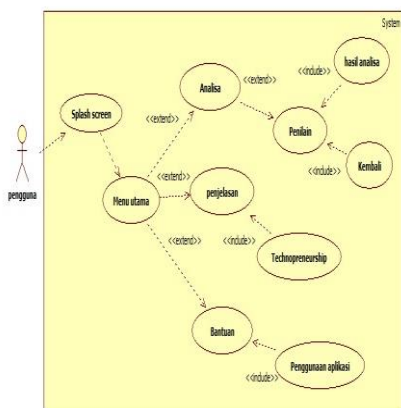 System
hasil analisa
<<include>>
<<extend>>
Analisa
<<extend>>
Splash screen
Penilain
pengguna
<<include>>
Kembali
<<extend>>
Menu utama
penjelasan
<<extend>>
<<include>>
Technopreneurship
Bantuan
Penggunaan aplikasi
<<include>>